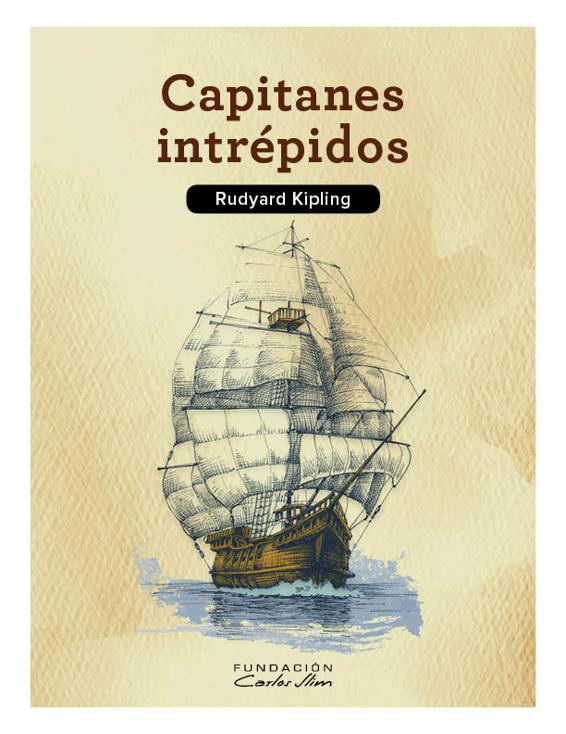 Capitanes
intrépidos
Rudyard Kipling
FUNDACIÓN
Carlos Slim